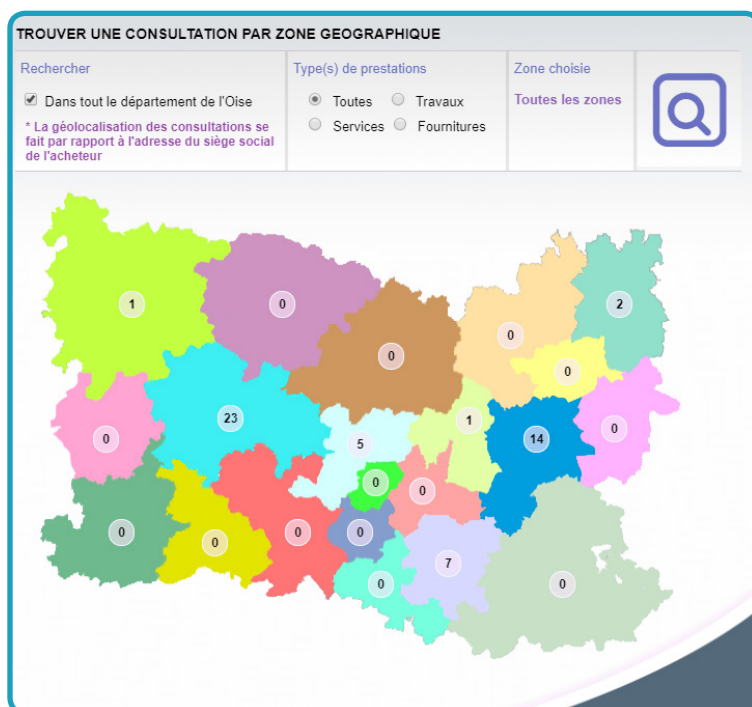 TROUVER UNE CONSULTATION PAR ZONE GEOGRAPHIQUE
Rechercher
Dans tout le département de l'Oise
* La géolocalisation des consultations se
fait par rapport à l'adresse du siège social
de l'acheteur
Type(s) de prestations
Toutes Travaux
Services Fournitures
Zone choisie
Toutes les zones
1
0
0
0
2
0
0
23
5
1
14
0
0
0
0
0
0
0
0
7
0